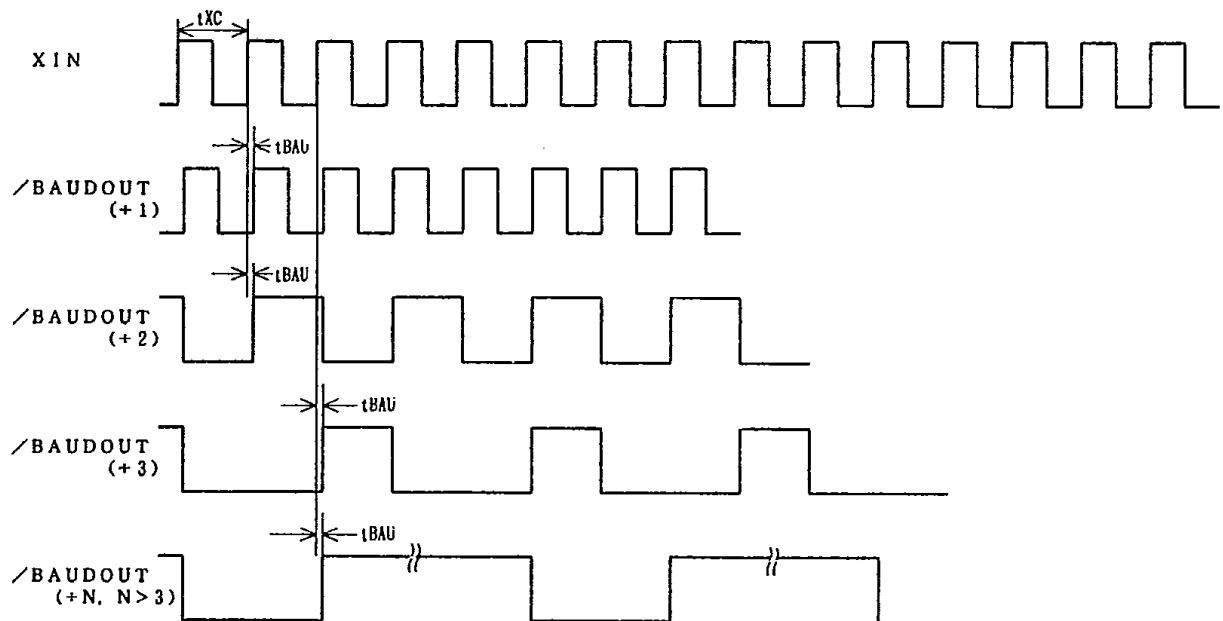 tXC
XIN
tBAU
/BAUDOUT
(÷1)
tBAU
/BAUDOUT
(÷2)
tBAU
/BAUDOUT
(÷3)
tBAU
/BAUDOUT
(÷N, N>3)